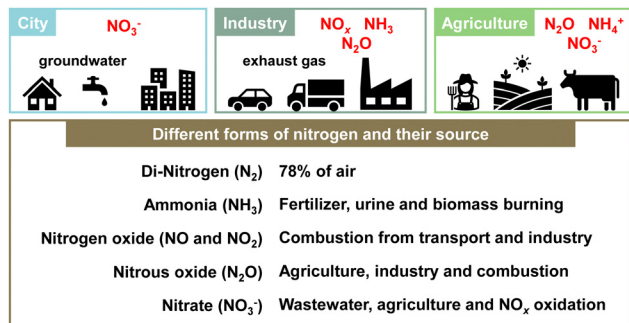 City
NO₃⁻
groundwater
Industry
NOₓ NH₃
N₂O
exhaust gas
Agriculture
N₂O NH₄⁺
NO₃⁻
Different forms of nitrogen and their source
Di-Nitrogen (N₂) 78% of air
Ammonia (NH₃) Fertilizer, urine and biomass burning
Nitrogen oxide (NO and NO₂) Combustion from transport and industry
Nitrous oxide (N₂O) Agriculture, industry and combustion
Nitrate (NO₃⁻) Wastewater, agriculture and NOₓ oxidation